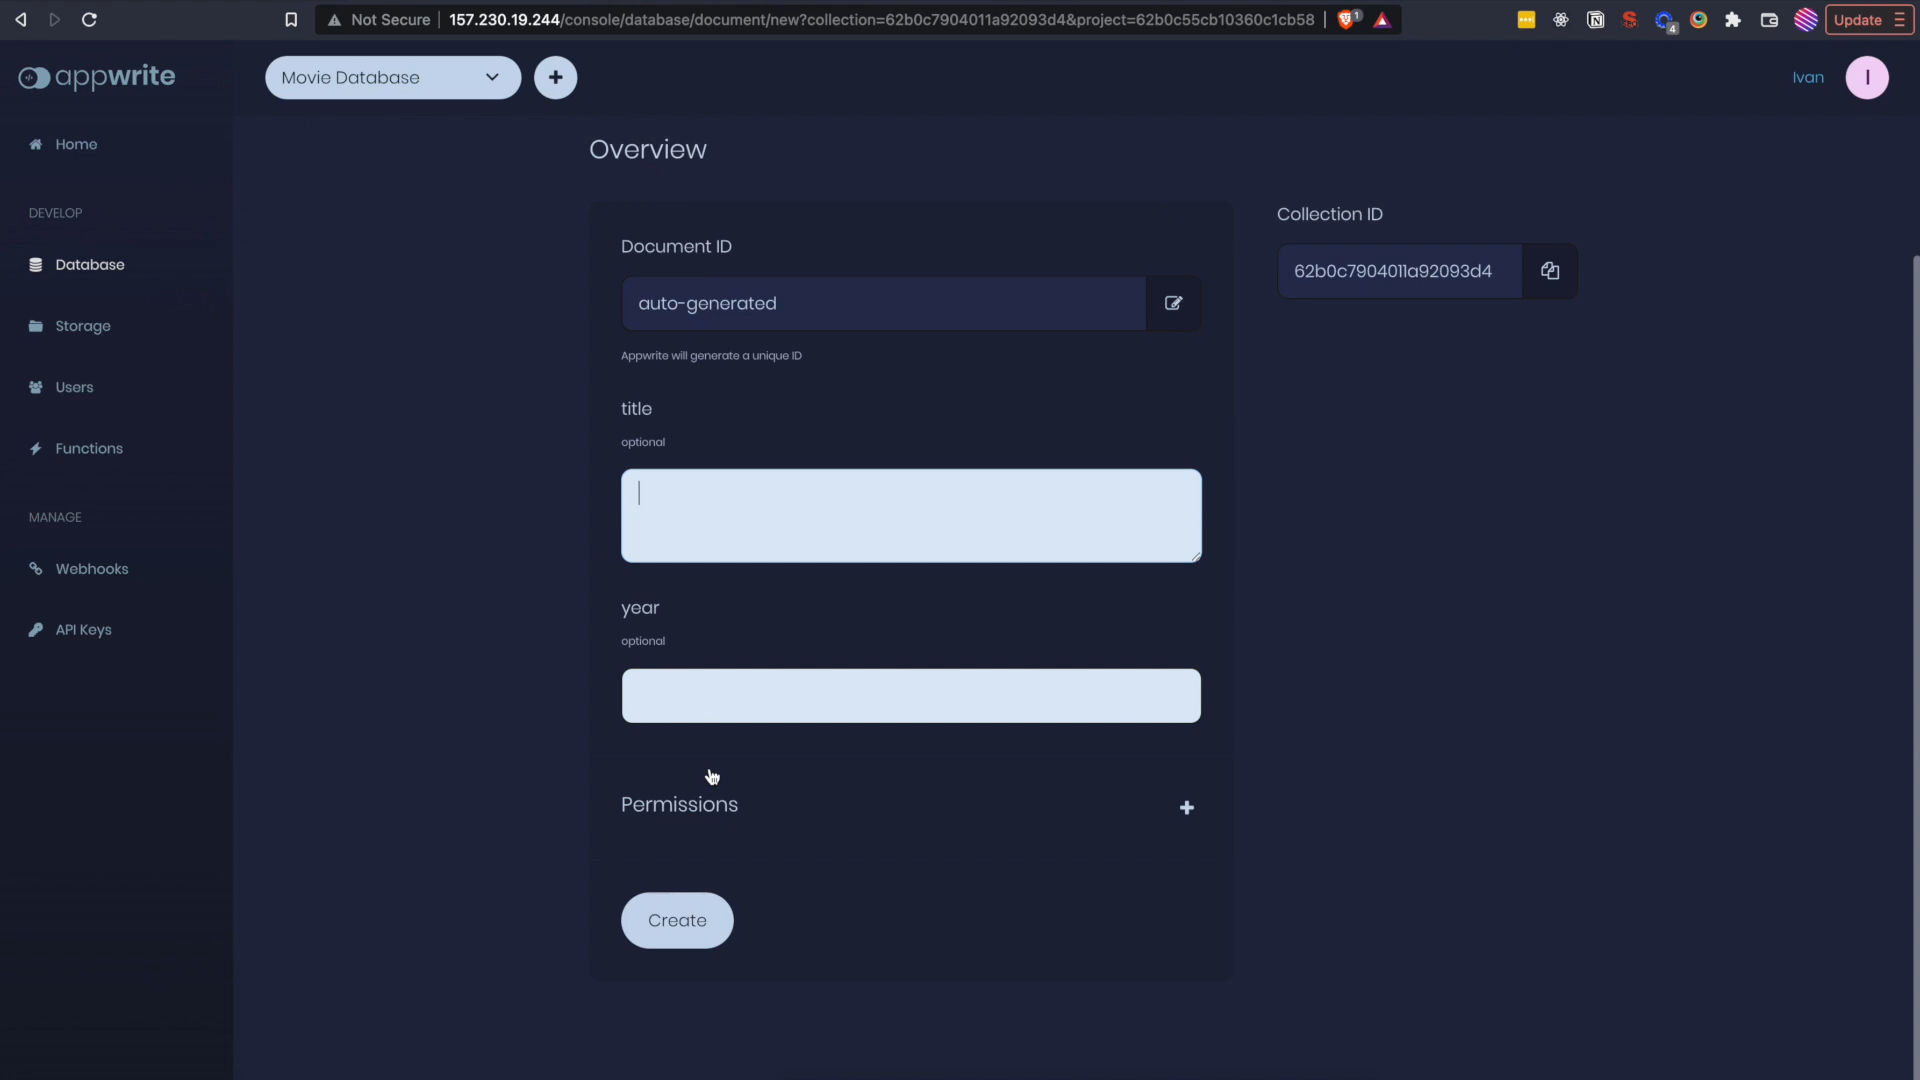 Not Secure 157.230.19.244/console/database/document/new?collection=62b0c7904011a92093d4&project=62b0c55cb10360c1cb58 1 4 Update
appwrite Movie Database Ivan I
Home
Overview
DEVELOP
Collection ID
Document ID
Database
62b0c7904011a92093d4
auto-generated
Storage
Appwrite will generate a unique ID
Users
title
optional
Functions
MANAGE
Webhooks
year
API Keys
optional
Permissions
Create